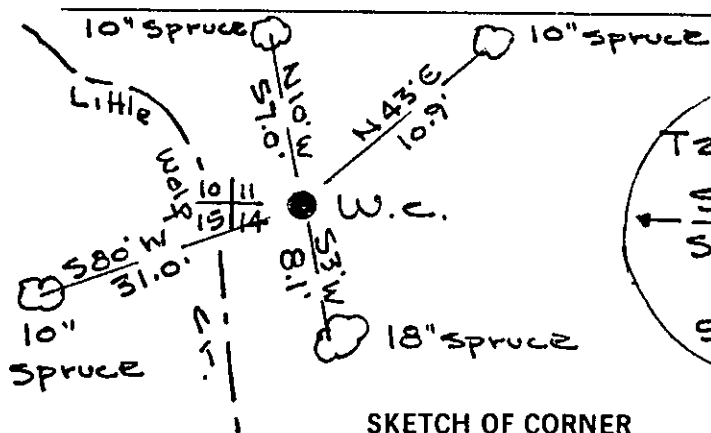 10" Spruce
10" Spruce
N10°E
57.0'
N43°E
10.9'
Little
Wolf
10 11
15 14
W.C.
S80°W
31.0'
S3°W
8.1'
10"
Spruce
18" Spruce
SKETCH OF CORNER